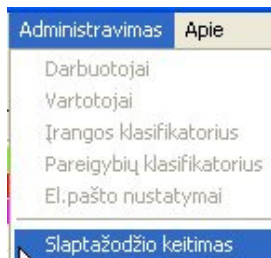 Administravimas Apie
Darbuotojai
Vartotojai
Įrangos klasifikatorius
Pareigybių klasifikatorius
El.pašto nustatymai
Slaptažodžio keitimas